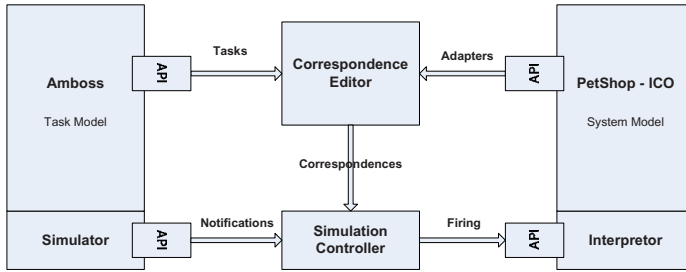 Amboss
Task Model
API
Tasks
Correspondence
Editor
Adapters
API
PetShop - ICO
System Model
Correspondences
Simulator
API
Notifications
Simulation
Controller
Firing
API
Interpretor